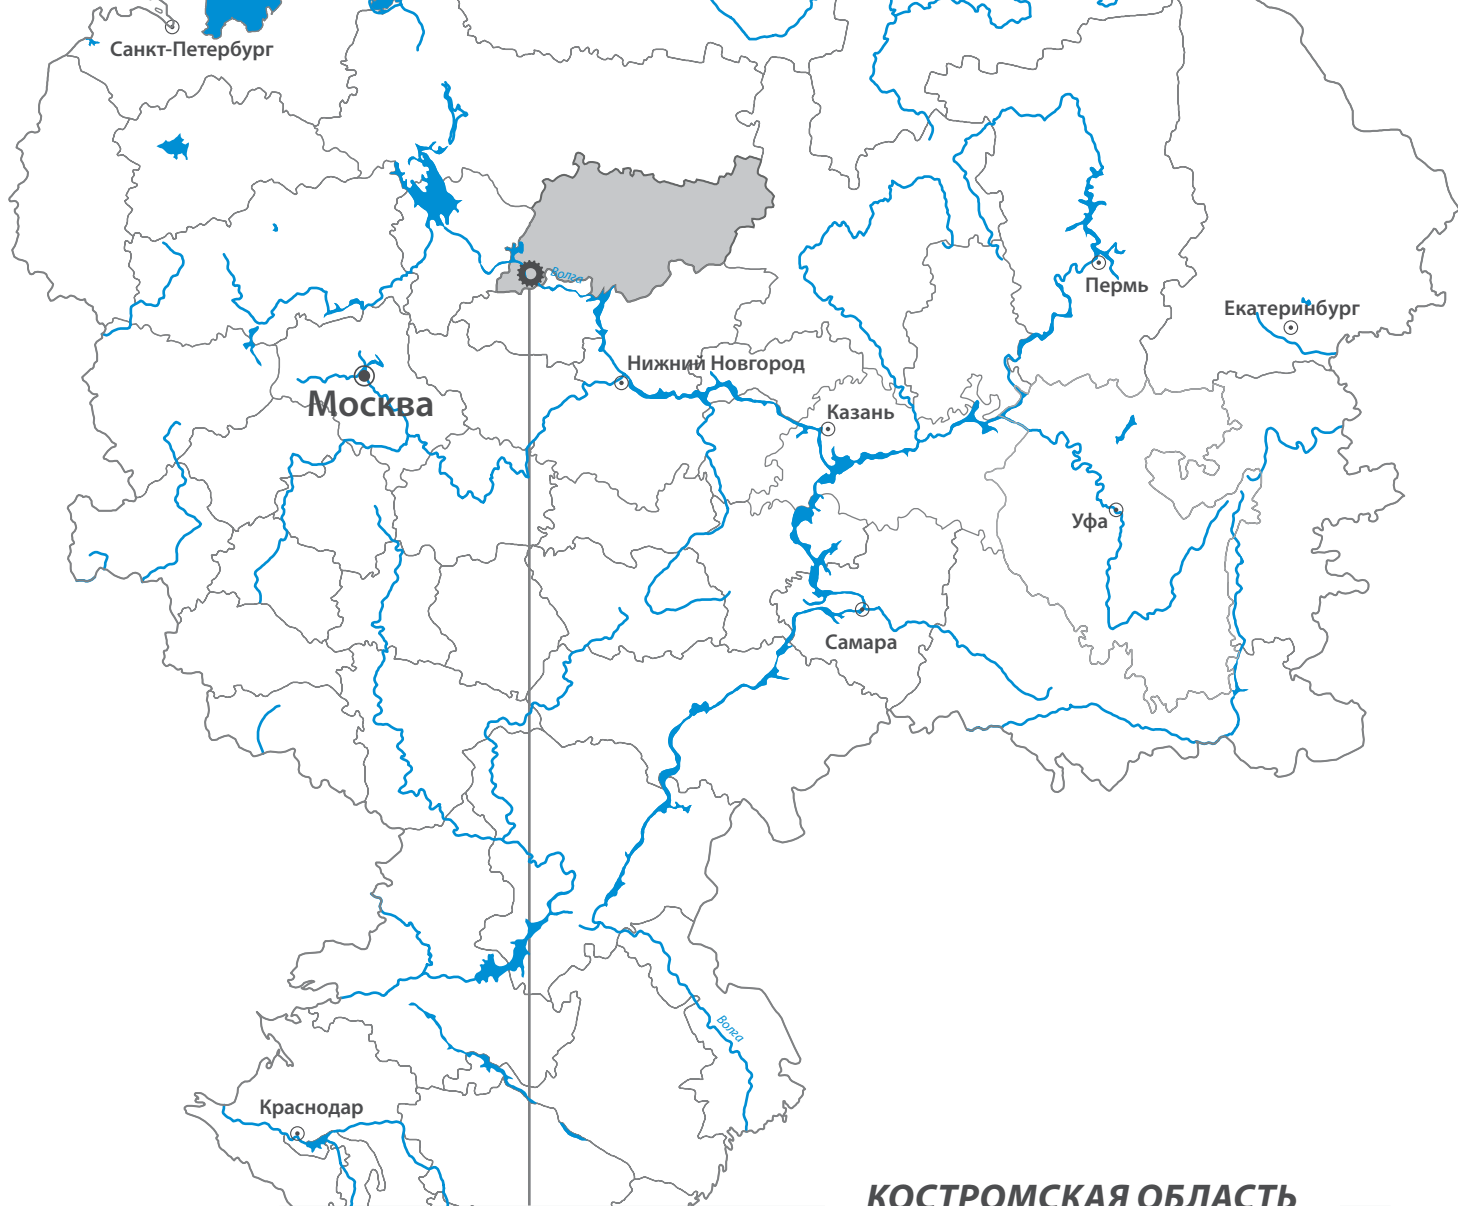 Санкт-Петербург
Волга
Пермь
Екатеринбург
Нижний Новгород
Москва
Казань
Уфа
Самара
Волга
Краснодар
КОСТРОМСКАЯ ОБЛАСТЬ